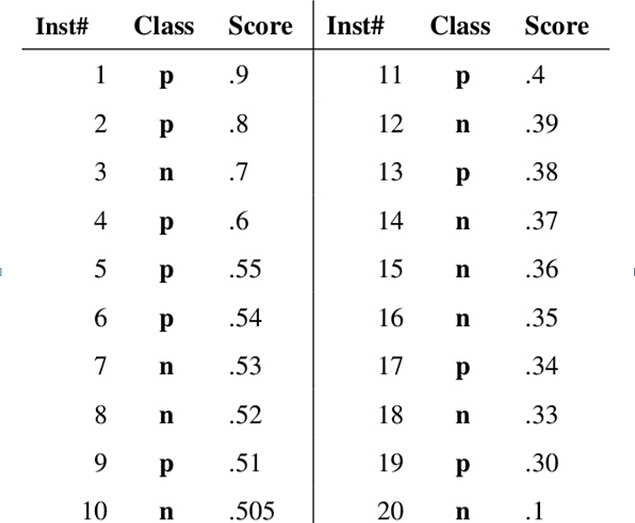 Inst# Class Score Inst# Class Score
1 p .9 11 p .4
2 p .8 12 n .39
3 n .7 13 p .38
4 p .6 14 n .37
5 p .55 15 n .36
6 p .54 16 n .35
7 n .53 17 p .34
8 n .52 18 n .33
9 p .51 19 p .30
10 n .505 20 n .1